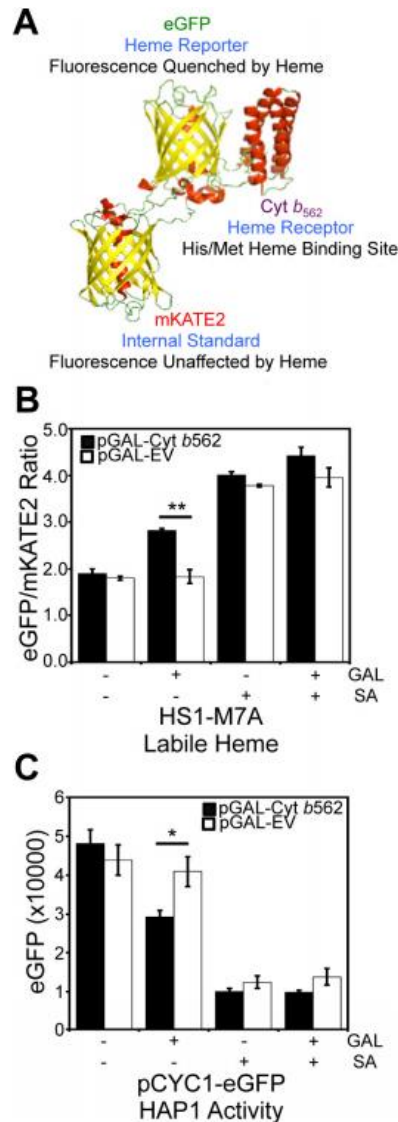 A
eGFP
Heme Reporter
Fluorescence Quenched by Heme
Cyt b562
Heme Receptor
His/Met Heme Binding Site
mKATE2
Internal Standard
Fluorescence Unaffected by Heme
B
eGFP/mKATE2 Ratio
5.0
4.0
3.0
2.0
1.0
0.0
pGAL-Cyt b562
pGAL-EV
**
- + - + GAL
- - + + SA
HS1-M7A
Labile Heme
C
eGFP (x10000)
6
5
4
3
2
1
0
pGAL-Cyt b562
pGAL-EV
*
- + - + GAL
- - + + SA
pCYC1-eGFP
HAP1 Activity